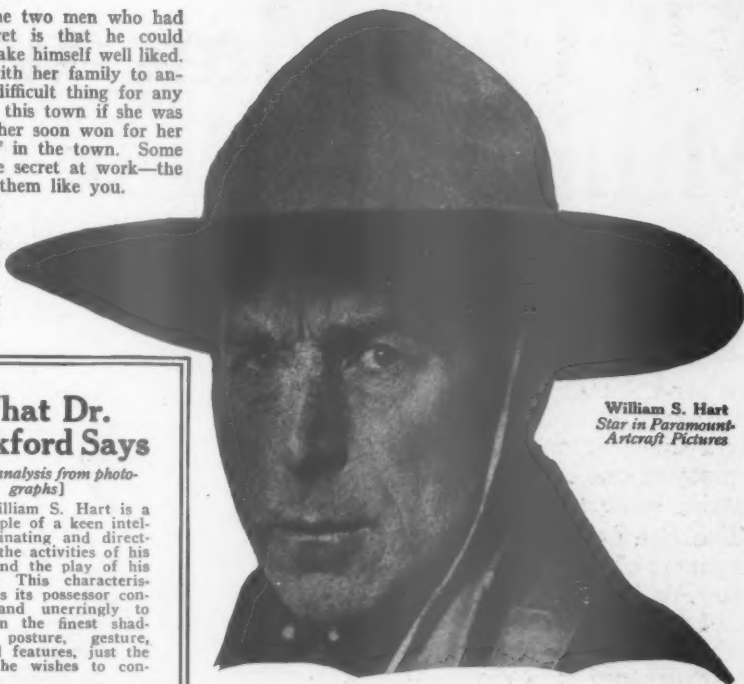 he two men who had
ret is that he could
ake himself well liked.
ith her family to an-
difficult thing for any
this town if she was
her soon won for her
" in the town. Some
e secret at work—the
them like you.
hat Dr.
kford Says
nalysis from photo-
graphs]
lliam S. Hart is a
ple of a keen intel-
inating and direct-
the activities of his
nd the play of his
This characteris-
s its possessor con-
and unerringly to
n the finest shad-
posture, gesture,
l features, just the
he wishes to con-
William S. Hart
Star in Paramount-
Artcraft Pictures